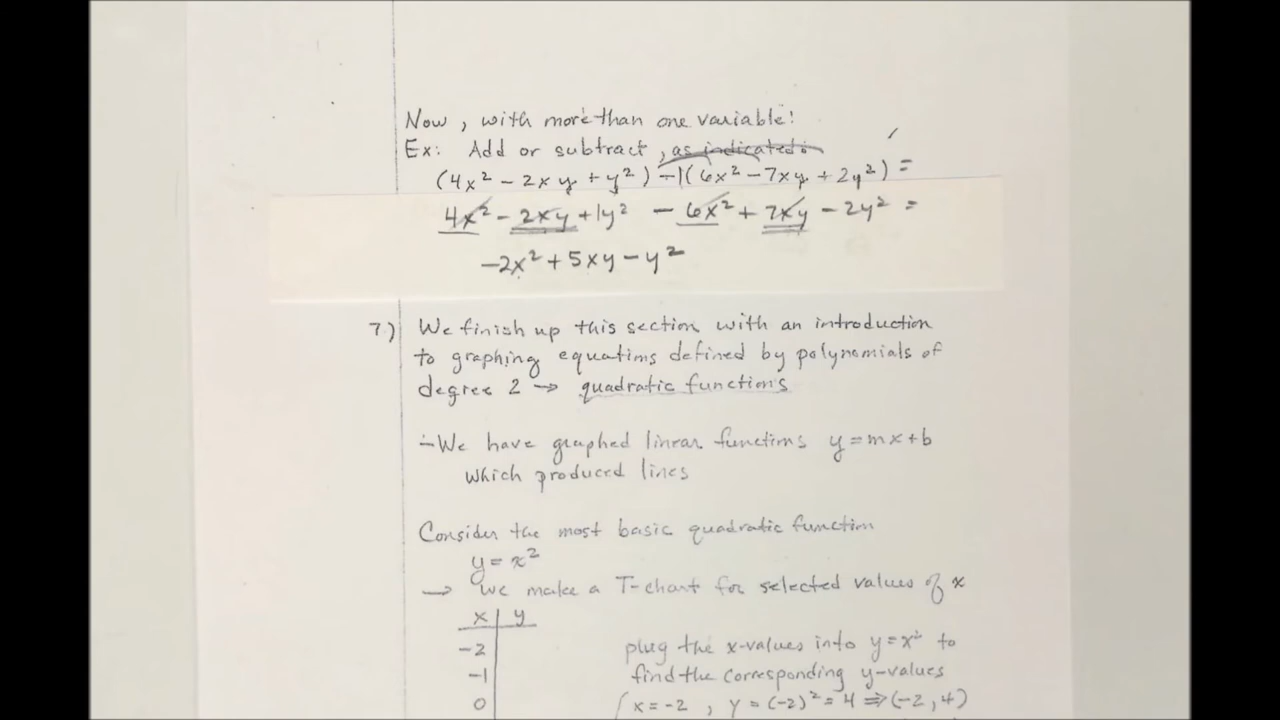 Now, with more than one variable!
Ex: Add or subtract, as indicated:
(4x² - 2xy + y²) -1(6x² - 7xy + 2y²) =
4x² - 2xy + 1y² - 6x² + 7xy - 2y² =
-2x² + 5xy - y²
7) We finish up this section with an introduction
to graphing equations defined by polynomials of
degree 2 → quadratic functions
- We have graphed linear functions y = mx + b
which produced lines
Consider the most basic quadratic function
y = x²
→ we make a T-chart for selected values of x
x | y
-2 plug the x-values into y = x² to
-1 find the corresponding y-values
0 x = -2, y = (-2)² = 4 ⇒ (-2, 4)